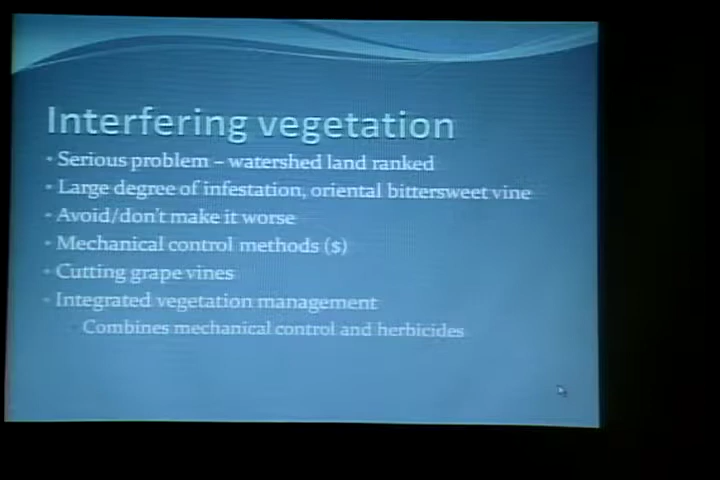 Interfering vegetation
• Serious problem – watershed land ranked
• Large degree of infestation, oriental bittersweet vine
• Avoid/don't make it worse
• Mechanical control methods ($)
• Cutting grape vines
• Integrated vegetation management
• Combines mechanical control and herbicides